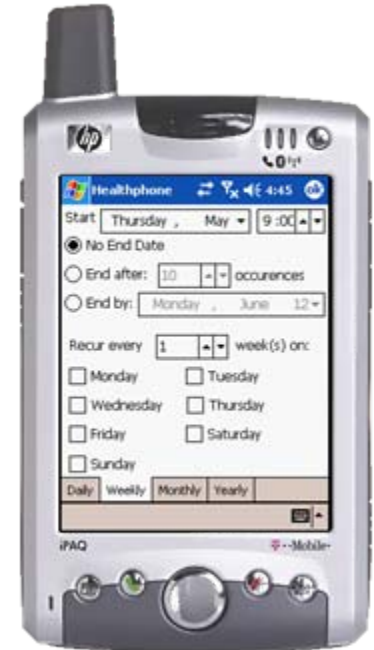 hp
Healthphone 4:45 ok
Start Thursday , May 9 :00
No End Date
End after: 10 occurences
End by: Monday , June 12
Recur every 1 week(s) on:
Monday Tuesday
Wednesday Thursday
Friday Saturday
Sunday
Daily Weekly Monthly Yearly
iPAQ T--Mobile-